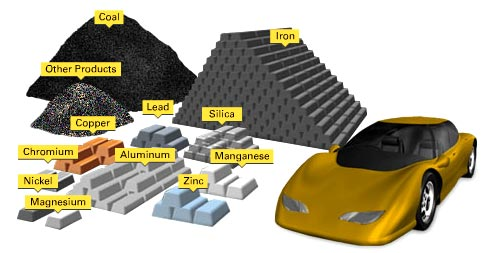 Coal
Iron
Other Products
Lead
Silica
Copper
Chromium
Aluminum
Manganese
Nickel
Zinc
Magnesium